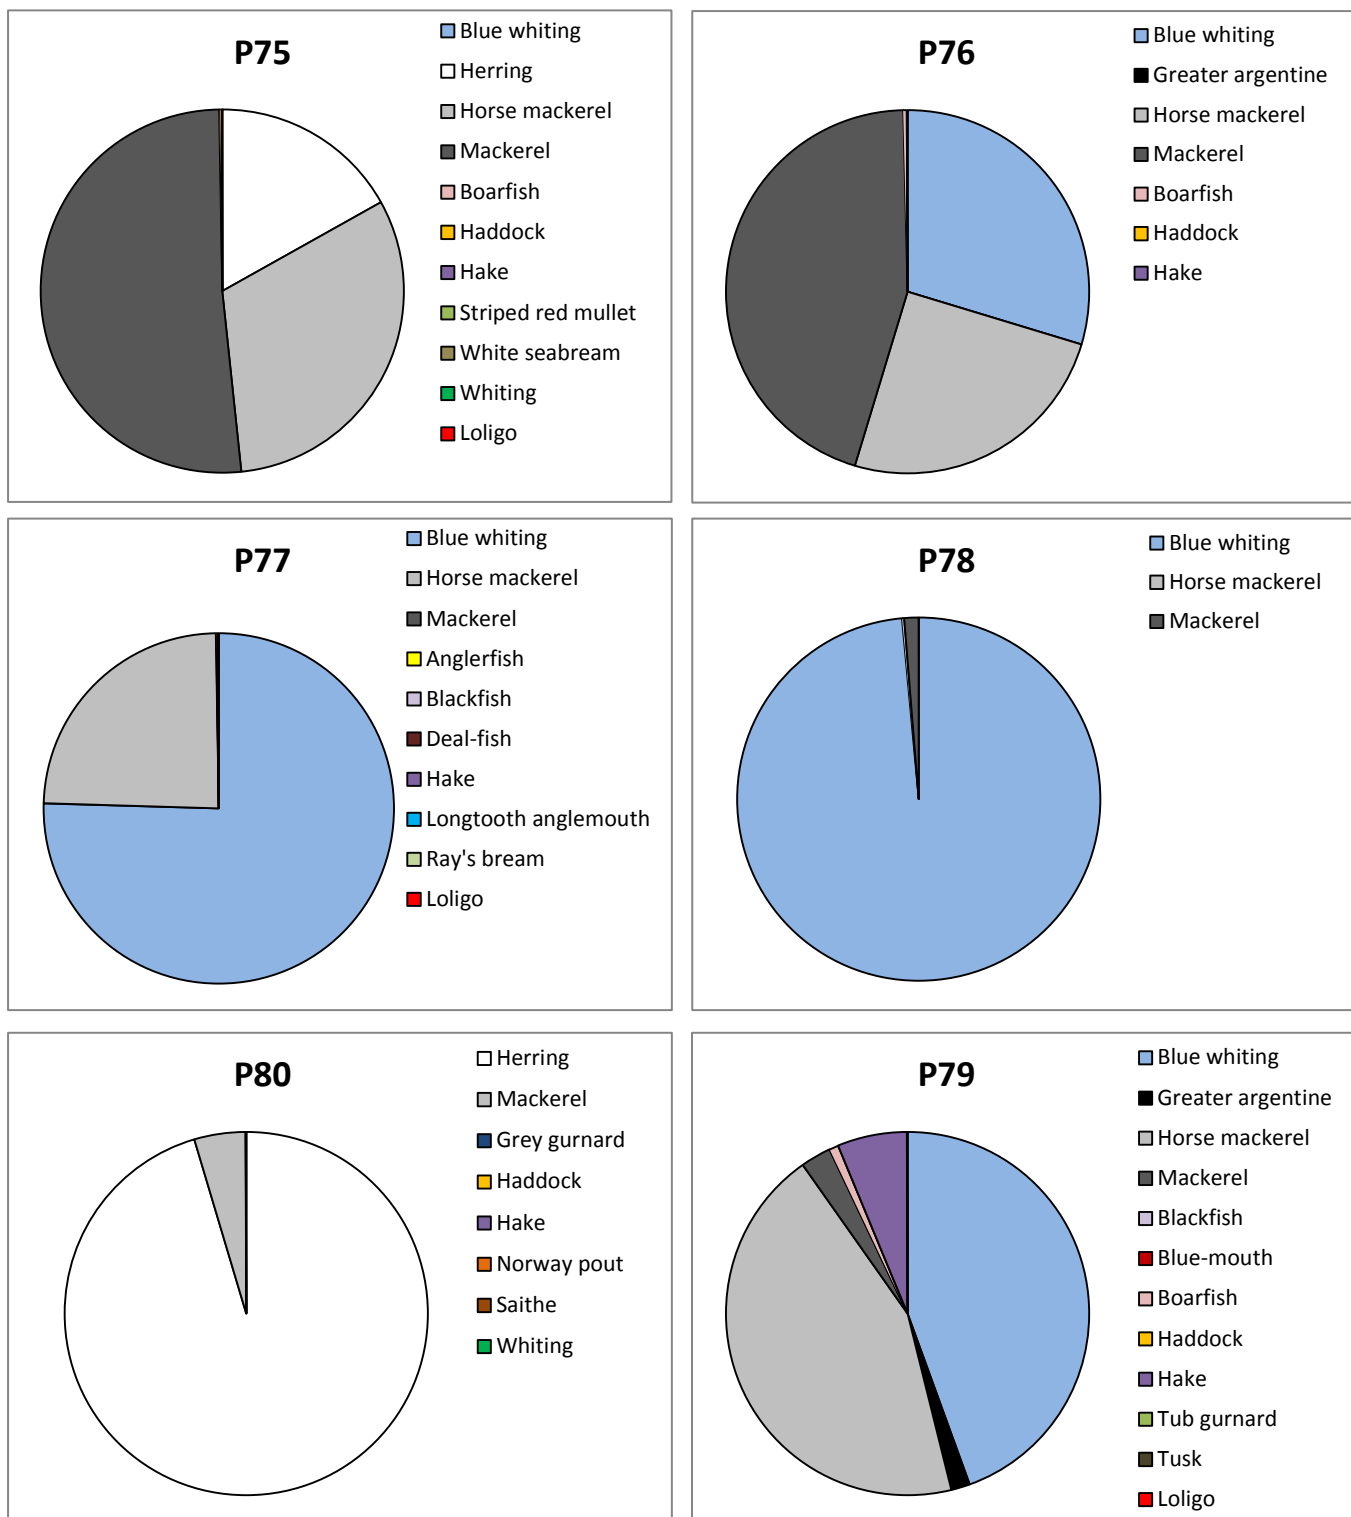 P75
Blue whiting
Herring
Horse mackerel
Mackerel
Boarfish
Haddock
Hake
Striped red mullet
White seabream
Whiting
Loligo
P76
Blue whiting
Greater argentine
Horse mackerel
Mackerel
Boarfish
Haddock
Hake
P77
Blue whiting
Horse mackerel
Mackerel
Anglerfish
Blackfish
Deal-fish
Hake
Longtooth anglemouth
Ray's bream
Loligo
P78
Blue whiting
Horse mackerel
Mackerel
P80
Herring
Mackerel
Grey gurnard
Haddock
Hake
Norway pout
Saithe
Whiting
P79
Blue whiting
Greater argentine
Horse mackerel
Mackerel
Blackfish
Blue-mouth
Boarfish
Haddock
Hake
Tub gurnard
Tusk
Loligo